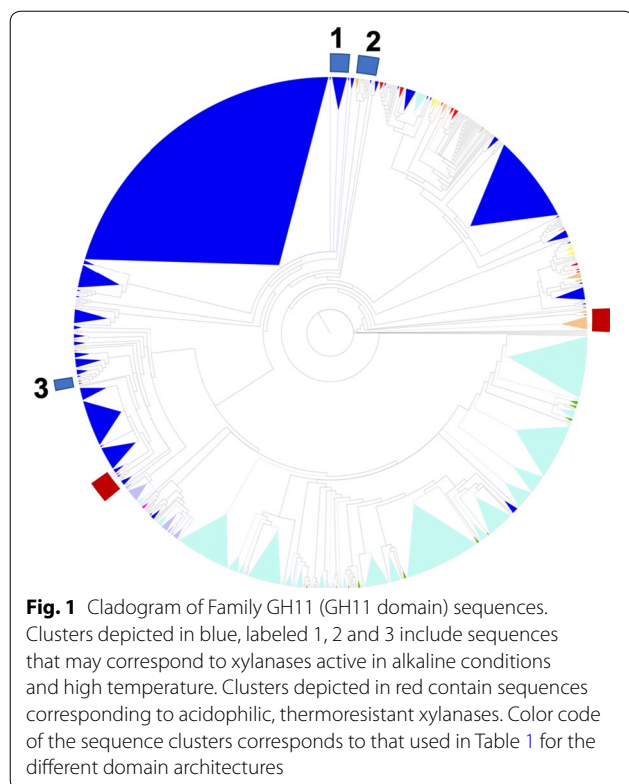 1 2
3
Fig. 1 Cladogram of Family GH11 (GH11 domain) sequences.
Clusters depicted in blue, labeled 1, 2 and 3 include sequences
that may correspond to xylanases active in alkaline conditions
and high temperature. Clusters depicted in red contain sequences
corresponding to acidophilic, thermoresistant xylanases. Color code
of the sequence clusters corresponds to that used in Table 1 for the
different domain architectures